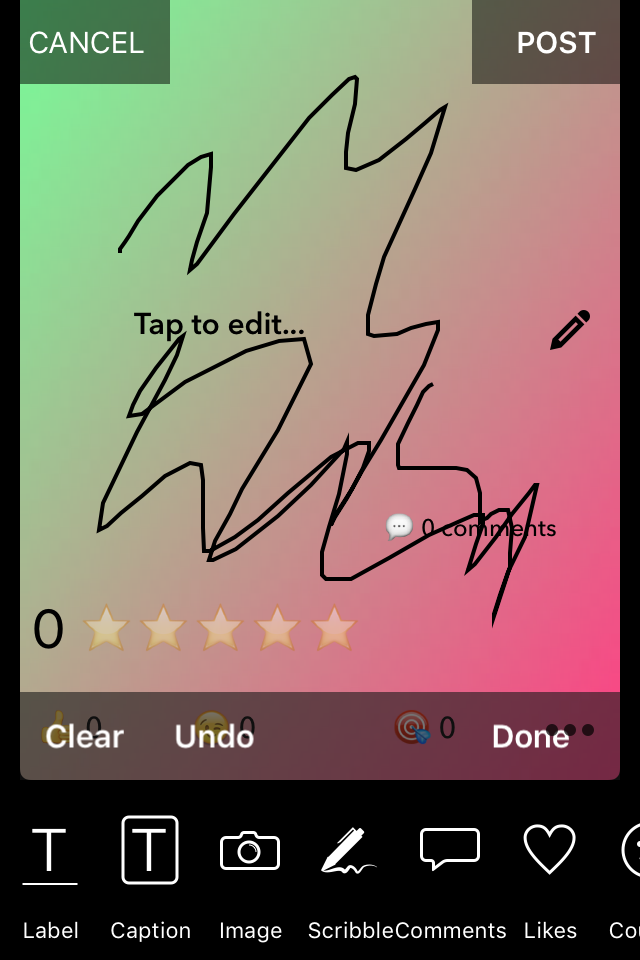 CANCEL POST
Tap to edit...
0 comments
0
0 0 0
Clear Undo Done
T T
Label Caption Image Scribble Comments Likes Cou